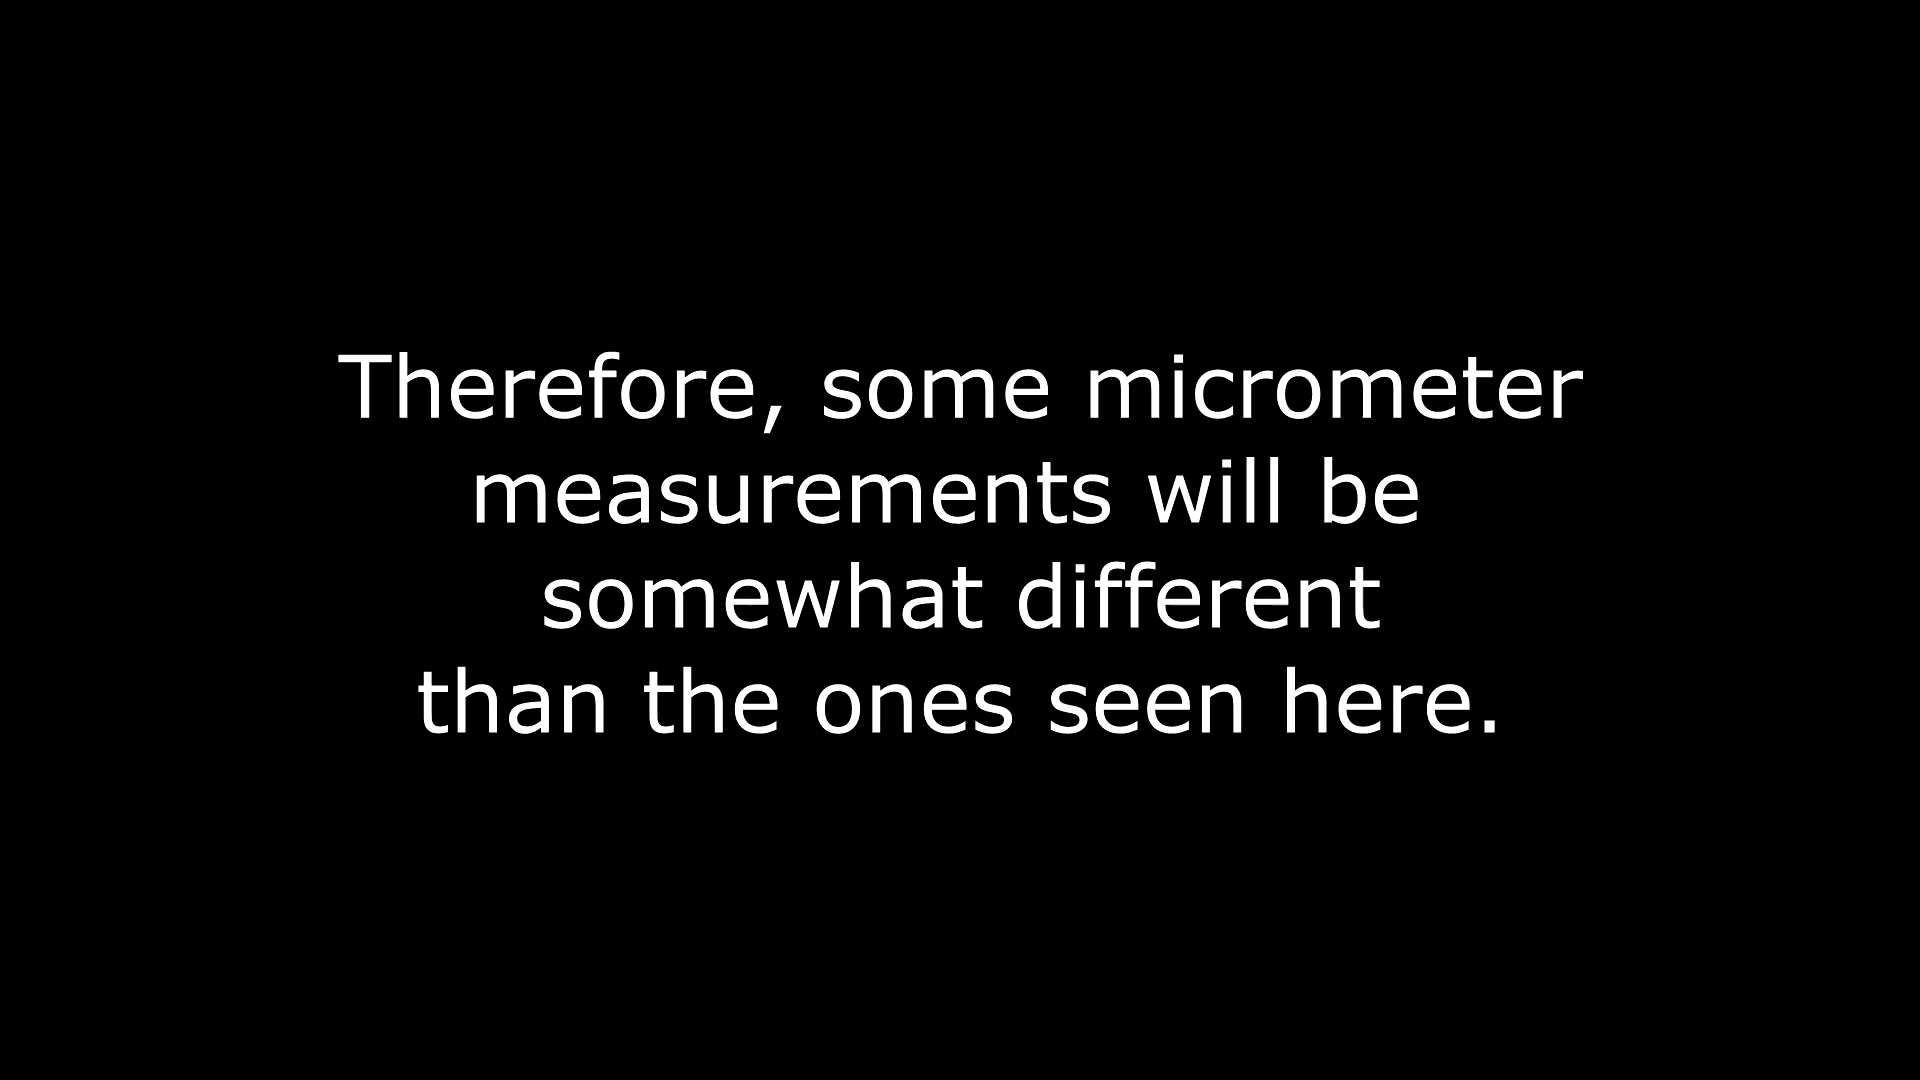 Therefore, some micrometer
measurements will be
somewhat different
than the ones seen here.